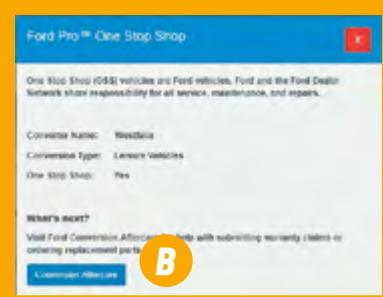 Ford Pro™ One Stop Shop
X
One Stop Shop (OSS) vehicles are Ford vehicles, Ford and the Ford Dealer
Network share responsibility for all service, maintenance, and repairs.
Converter Name: Westfalia
Conversion Type: Leisure Vehicles
One Stop Shop: Yes
What's next?
Visit Ford Conversion Aftercare for help with submitting warranty claims or
ordering replacement parts
Conversion Aftercare
B